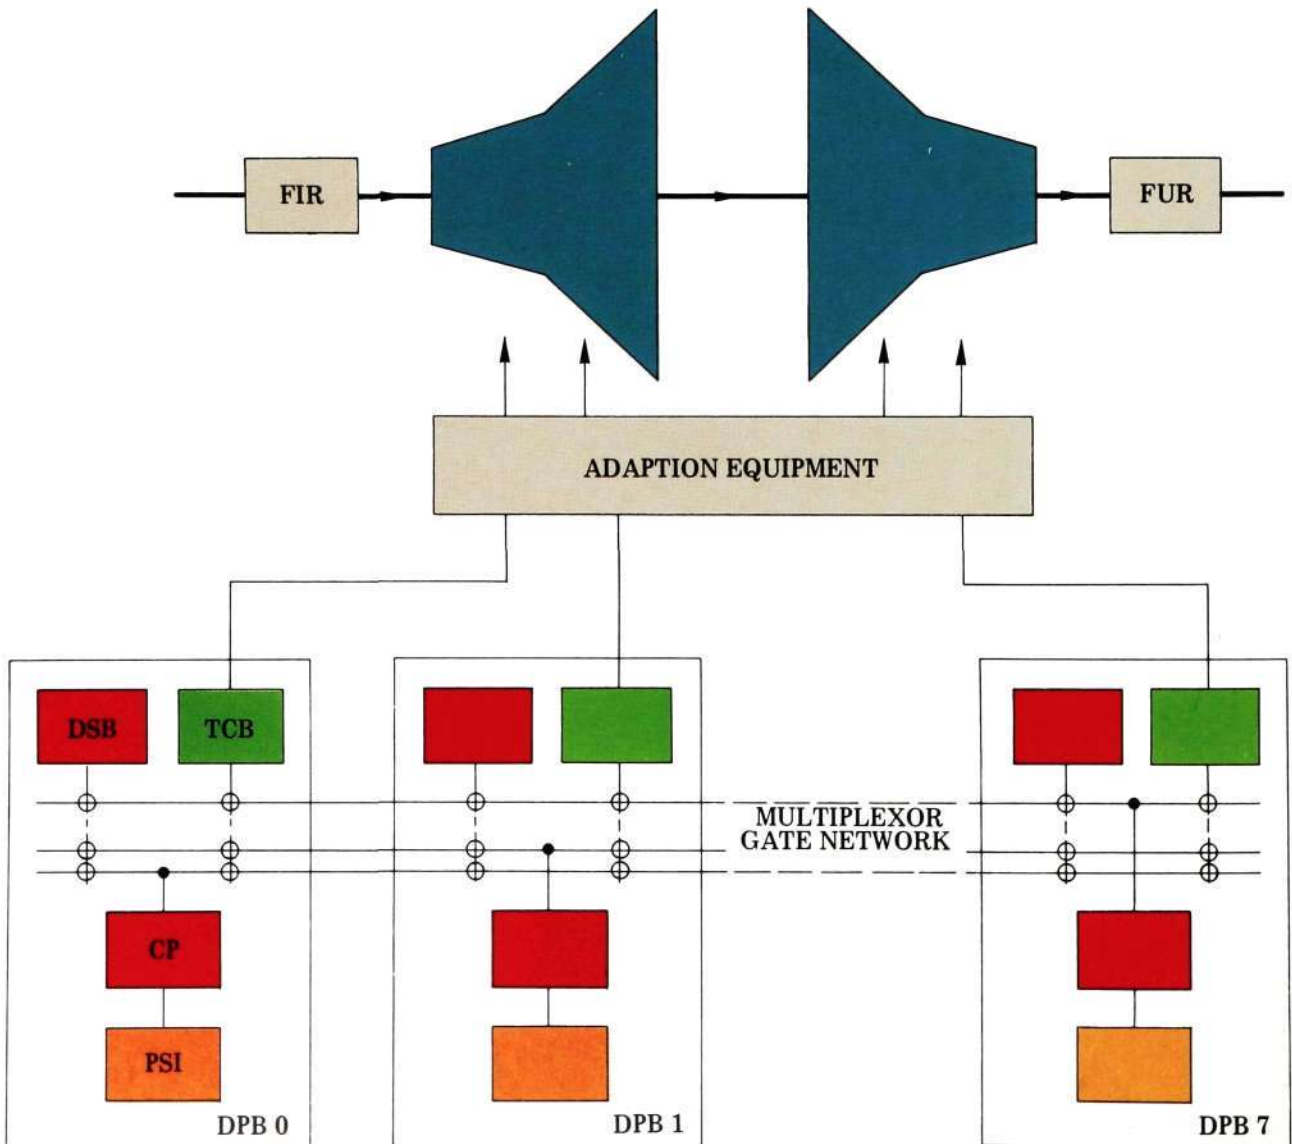 FIR
FUR
ADAPTION EQUIPMENT
DSB
TCB
MULTIPLEXOR
GATE NETWORK
CP
PSI
DPB 0
DPB 1
DPB 7